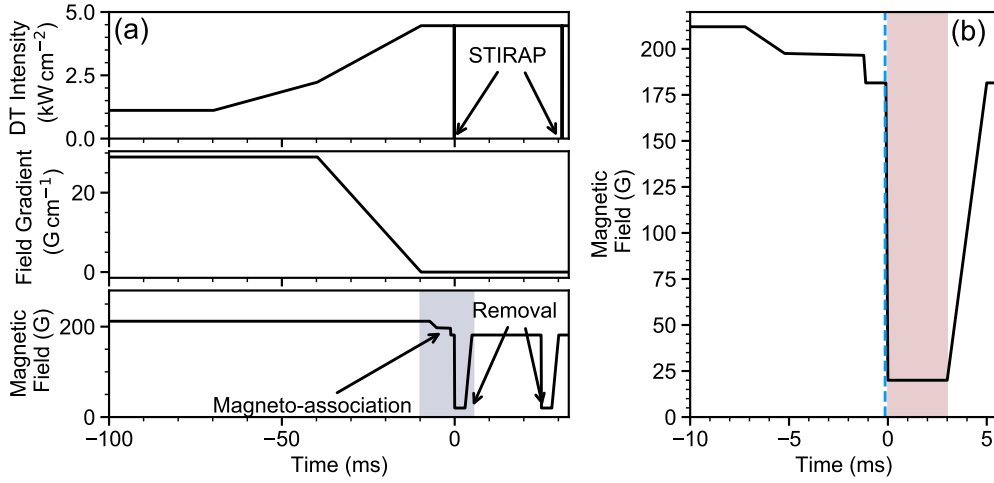 (a)
DT Intensity
(kW cm⁻²)
5.0
2.5
0.0
STIRAP
Field Gradient
(G cm⁻¹)
20
0
Magnetic
Field (G)
200
0
Removal
Magneto-association
−100
−50
0
Time (ms)
(b)
Magnetic
Field (G)
200
175
150
125
100
75
50
25
0
−10
−5
0
5
Time (ms)